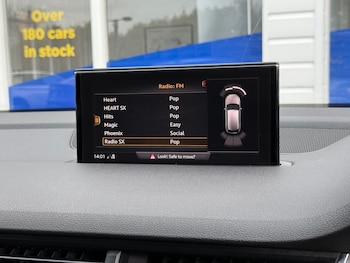 Over
180 cars
in stock
Radio: FM
Heart Pop
HEART SX Pop
Hits Pop
Magic Easy
Phoenix Social
Radio SX Pop
14:01
Look! Safe to move?